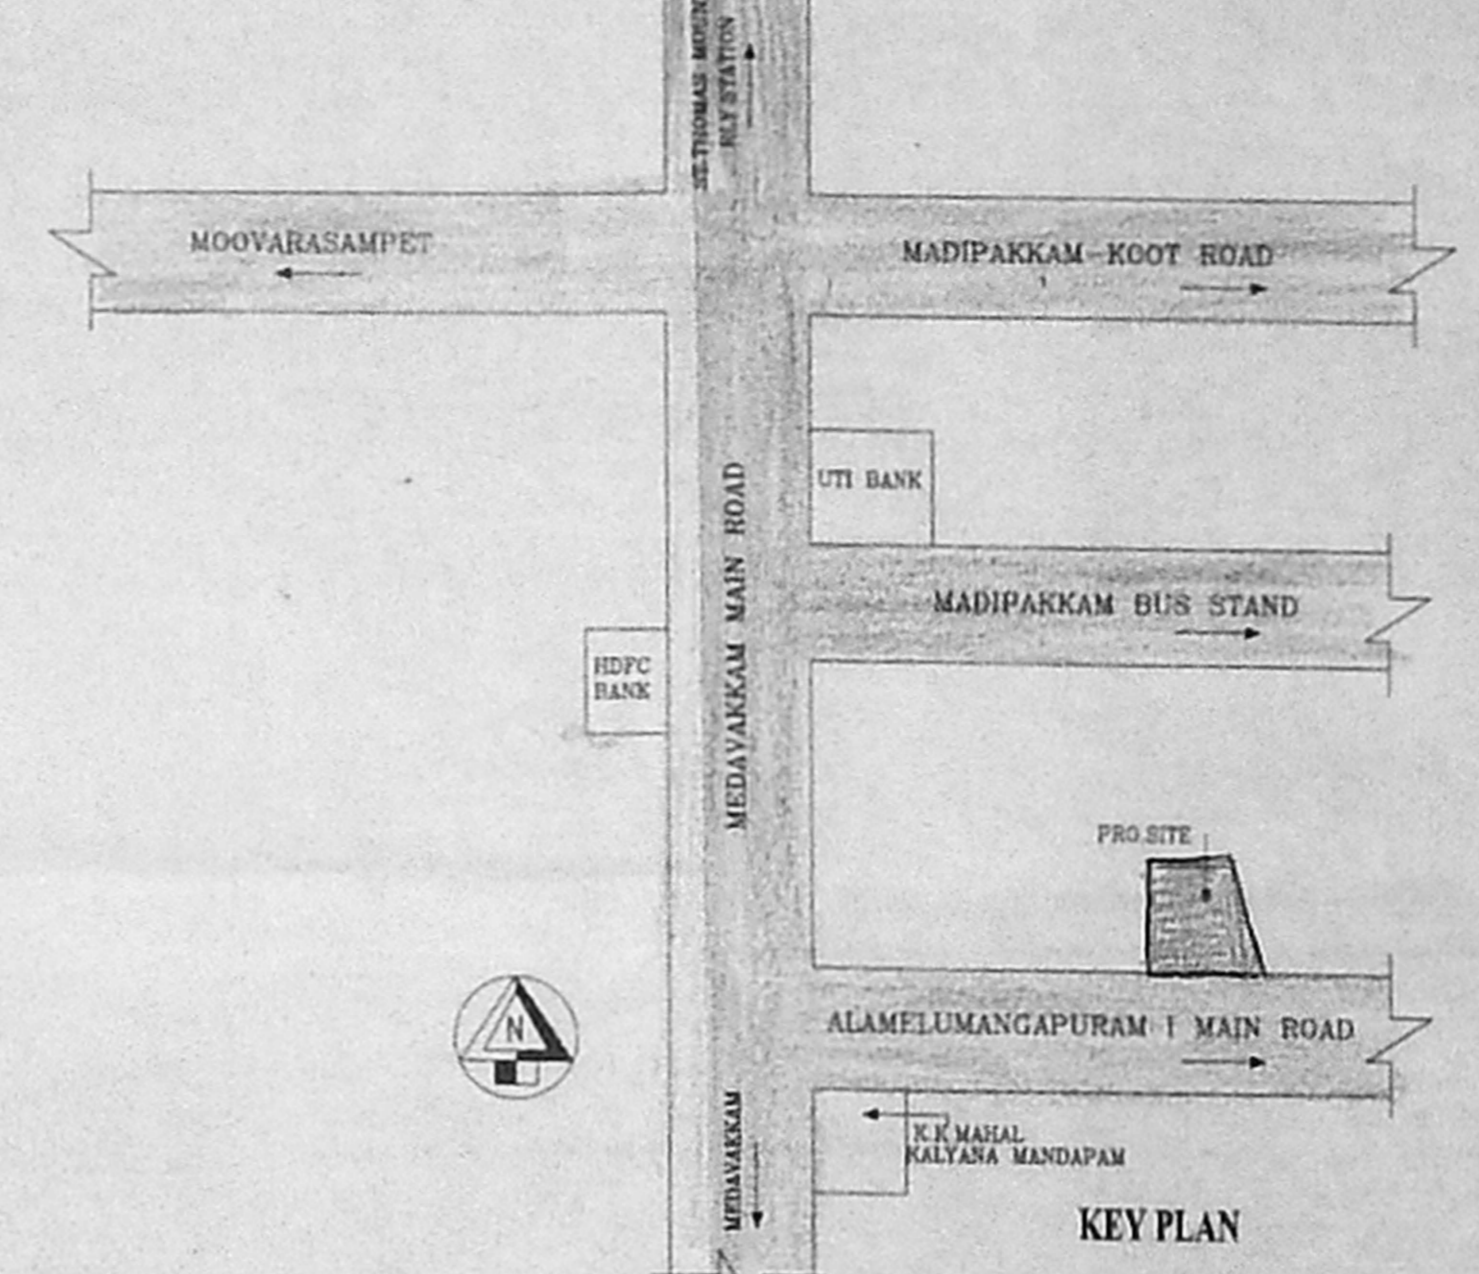 ST.THOMAS MOUN
RLY STATION
MOOVARASAMPET
MADIPAKKAM-KOOT ROAD
UTI BANK
MEDAVAKKAM MAIN ROAD
MADIPAKKAM BUS STAND
HDFC
BANK
PRO.SITE
N
ALAMELUMANGAPURAM I MAIN ROAD
MEDAVAKKAM
K.K MAHAL
KALYANA MANDAPAM
KEY PLAN